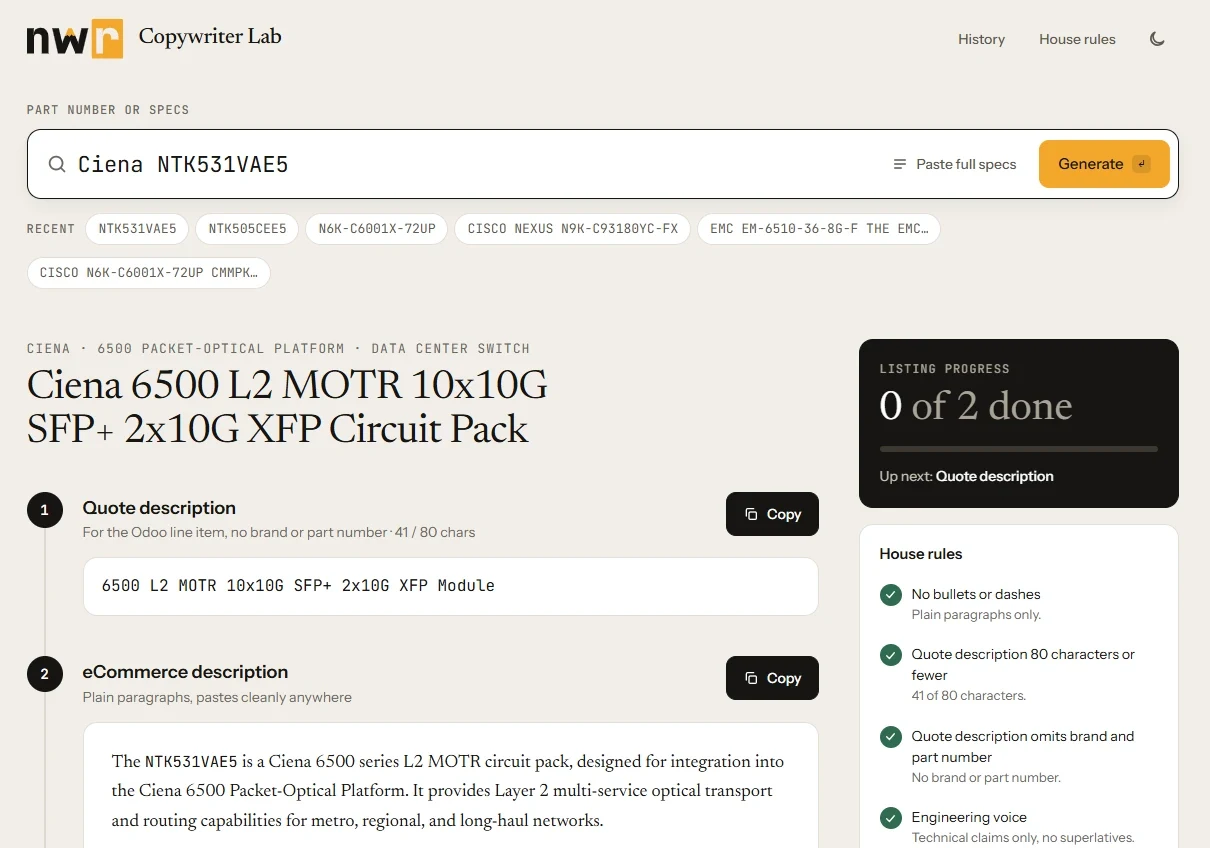 nwr Copywriter Lab
History House rules
PART NUMBER OR SPECS
Ciena NTK531VAE5
Paste full specs
Generate ↵
RECENT NTK531VAE5 NTK505CEE5 N6K-C6001X-72UP CISCO NEXUS N9K-C93180YC-FX EMC EM-6510-36-8G-F THE EMC…
CISCO N6K-C6001X-72UP CMMPK…
CIENA · 6500 PACKET-OPTICAL PLATFORM · DATA CENTER SWITCH
Ciena 6500 L2 MOTR 10x10G
SFP+ 2x10G XFP Circuit Pack
1
Quote description
For the Odoo line item, no brand or part number · 41 / 80 chars
Copy
6500 L2 MOTR 10x10G SFP+ 2x10G XFP Module
2
eCommerce description
Plain paragraphs, pastes cleanly anywhere
Copy
The NTK531VAE5 is a Ciena 6500 series L2 MOTR circuit pack, designed for integration into
the Ciena 6500 Packet-Optical Platform. It provides Layer 2 multi-service optical transport
and routing capabilities for metro, regional, and long-haul networks.
LISTING PROGRESS
0 of 2 done
Up next: Quote description
House rules
No bullets or dashes
Plain paragraphs only.
Quote description 80 characters or
fewer
41 of 80 characters.
Quote description omits brand and
part number
No brand or part number.
Engineering voice
Technical claims only, no superlatives.